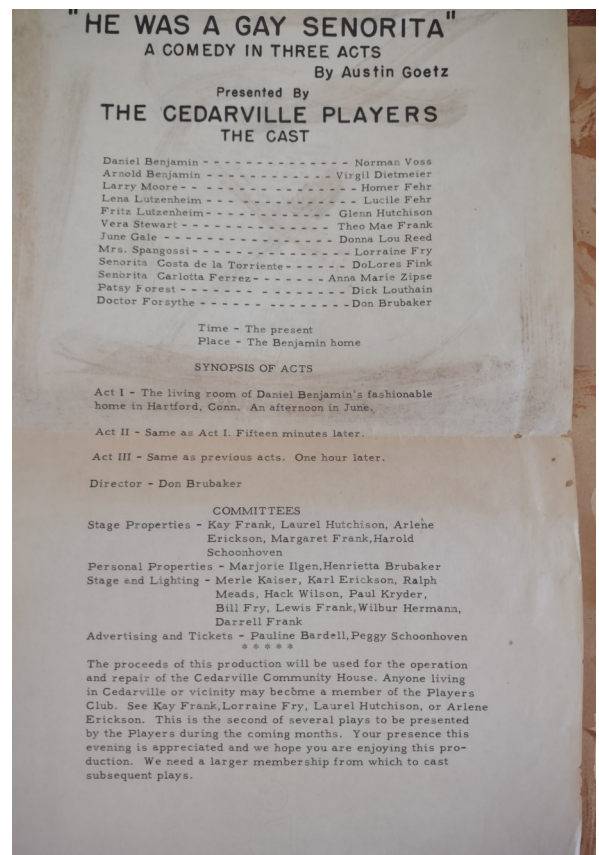 "HE WAS A GAY SENORITA"
A COMEDY IN THREE ACTS
By Austin Goetz
Presented By
THE CEDARVILLE PLAYERS
THE CAST
Daniel Benjamin - - - - - - - - - - - - - - Norman Voss
Arnold Benjamin - - - - - - - - - - - - Virgil Dietmeier
Larry Moore - - - - - - - - - - - - - - - Homer Fehr
Lena Lutzenheim - - - - - - - - - - - - - Lucile Fehr
Fritz Lutzenheim - - - - - - - - - - - Glenn Hutchison
Vera Stewart - - - - - - - - - - - - - Theo Mae Frank
June Gale - - - - - - - - - - - - - - Donna Lou Reed
Mrs. Spangossi - - - - - - - - - - - - - Lorraine Fry
Senorita Costa de la Torriente - - - - - - DoLores Fink
Senorita Carlotta Ferrez - - - - - - - Anna Marie Zipse
Patsy Forest - - - - - - - - - - - - - - Dick Louthain
Doctor Forsythe - - - - - - - - - - - - - Don Brubaker
Time - The present
Place - The Benjamin home
SYNOPSIS OF ACTS
Act I - The living room of Daniel Benjamin's fashionable
home in Hartford, Conn. An afternoon in June.
Act II - Same as Act I. Fifteen minutes later.
Act III - Same as previous acts. One hour later.
Director - Don Brubaker
COMMITTEES
Stage Properties - Kay Frank, Laurel Hutchison, Arlene
Erickson, Margaret Frank,Harold
Schoonhoven
Personal Properties - Marjorie Ilgen,Henrietta Brubaker
Stage and Lighting - Merle Kaiser, Karl Erickson, Ralph
Meads, Hack Wilson, Paul Kryder,
Bill Fry, Lewis Frank,Wilbur Hermann,
Darrell Frank
Advertising and Tickets - Pauline Bardell,Peggy Schoonhoven
* * * * *
The proceeds of this production will be used for the operation
and repair of the Cedarville Community House. Anyone living
in Cedarville or vicinity may become a member of the Players
Club. See Kay Frank,Lorraine Fry, Laurel Hutchison, or Arlene
Erickson. This is the second of several plays to be presented
by the Players during the coming months. Your presence this
evening is appreciated and we hope you are enjoying this pro-
duction. We need a larger membership from which to cast
subsequent plays.